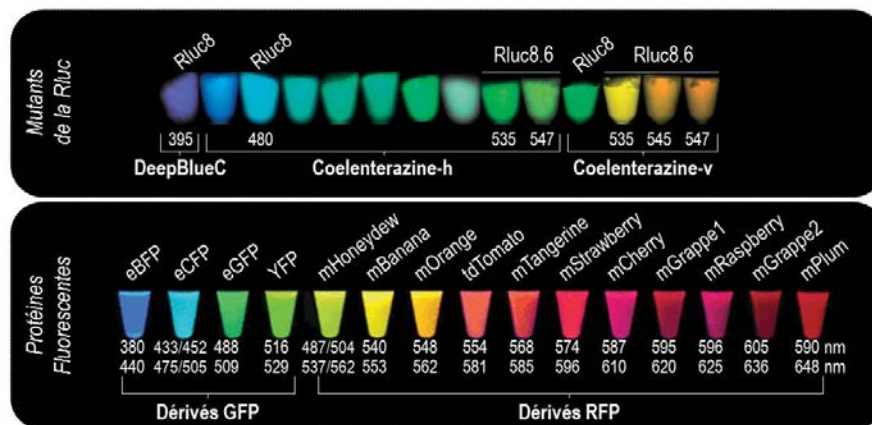 Mutants
de la Rluc
Rluc8 Rluc8 Rluc8.6 Rluc8 Rluc8.6
395 480 535 547 535 545 547
DeepBlueC Coelenterazine-h Coelenterazine-v
Protéines
Fluorescentes
eBFP eCFP eGFP YFP mHoneydew mBanana mOrange tdTomato mTangerine mStrawberry mCherry mGrappe1 mRaspberry mGrappe2 mPlum
380 433/452 488 516 487/504 540 548 554 568 574 587 595 596 605 590 nm
440 475/505 509 529 537/562 553 562 581 585 596 610 620 625 636 648 nm
Dérivés GFP Dérivés RFP